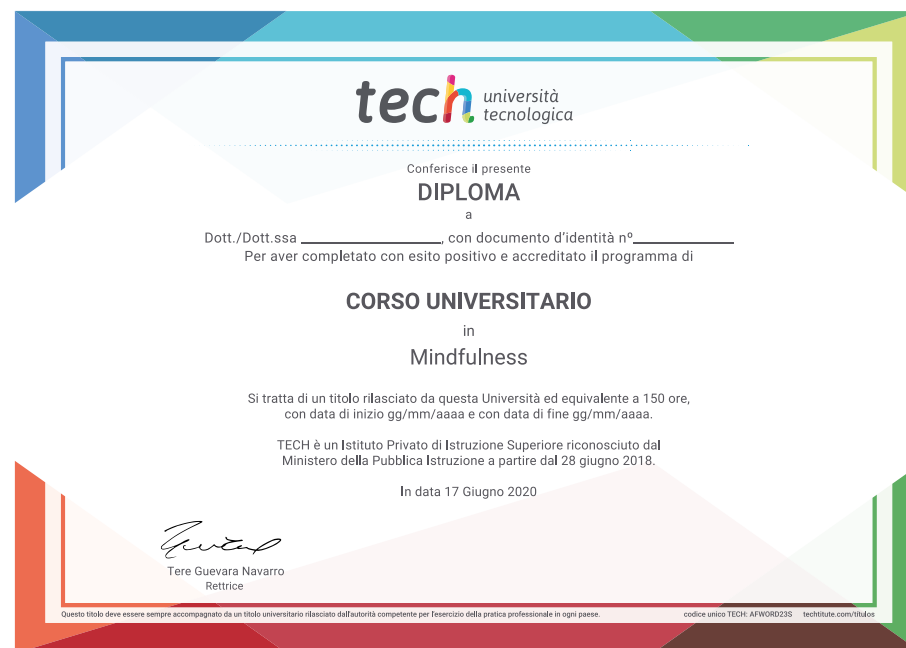 tech università
tecnologica
Conferisce il presente
DIPLOMA
a
Dott./Dott.ssa ____________________, con documento d'identità nº______________
Per aver completato con esito positivo e accreditato il programma di
CORSO UNIVERSITARIO
in
Mindfulness
Si tratta di un titolo rilasciato da questa Università ed equivalente a 150 ore,
con data di inizio gg/mm/aaaa e con data di fine gg/mm/aaaa.
TECH è un Istituto Privato di Istruzione Superiore riconosciuto dal
Ministero della Pubblica Istruzione a partire dal 28 giugno 2018.
In data 17 Giugno 2020
Tere Guevara Navarro
Rettrice
Questo titolo deve essere sempre accompagnato da un titolo universitario rilasciato dall'autorità competente per l'esercizio della pratica professionale in ogni paese. codice unico TECH: AFWORD23S techtitute.com/títulos